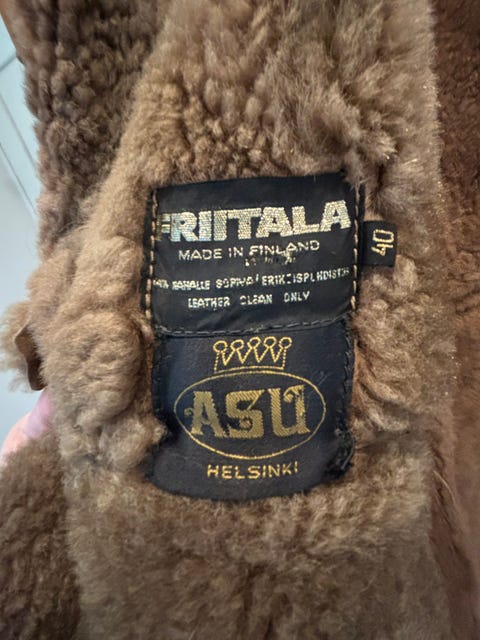 FRIITALA
MADE IN FINLAND
LEATHER CLEAN ONLY
40
ASU
HELSINKI